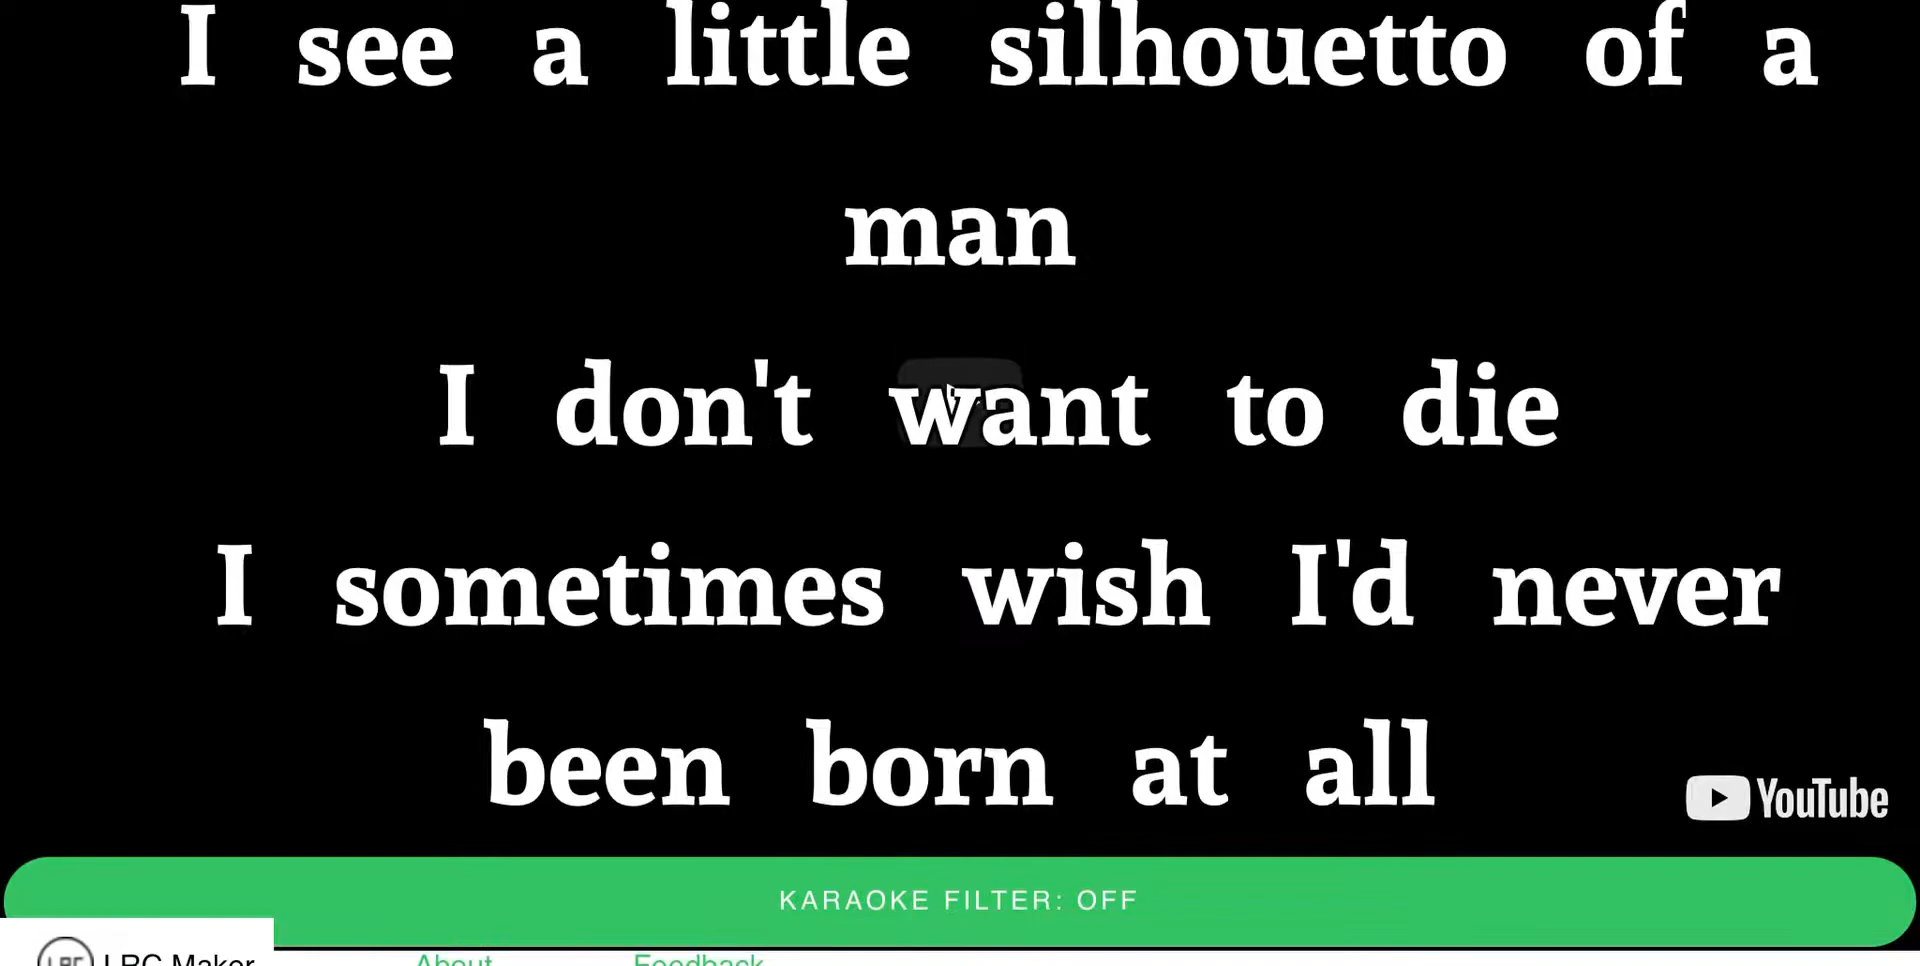 I see a little silhouetto of a
man
I don't want to die
I sometimes wish I'd never
been born at all
YouTube
KARAOKE FILTER: OFF
LRC Maker
About
Feedback